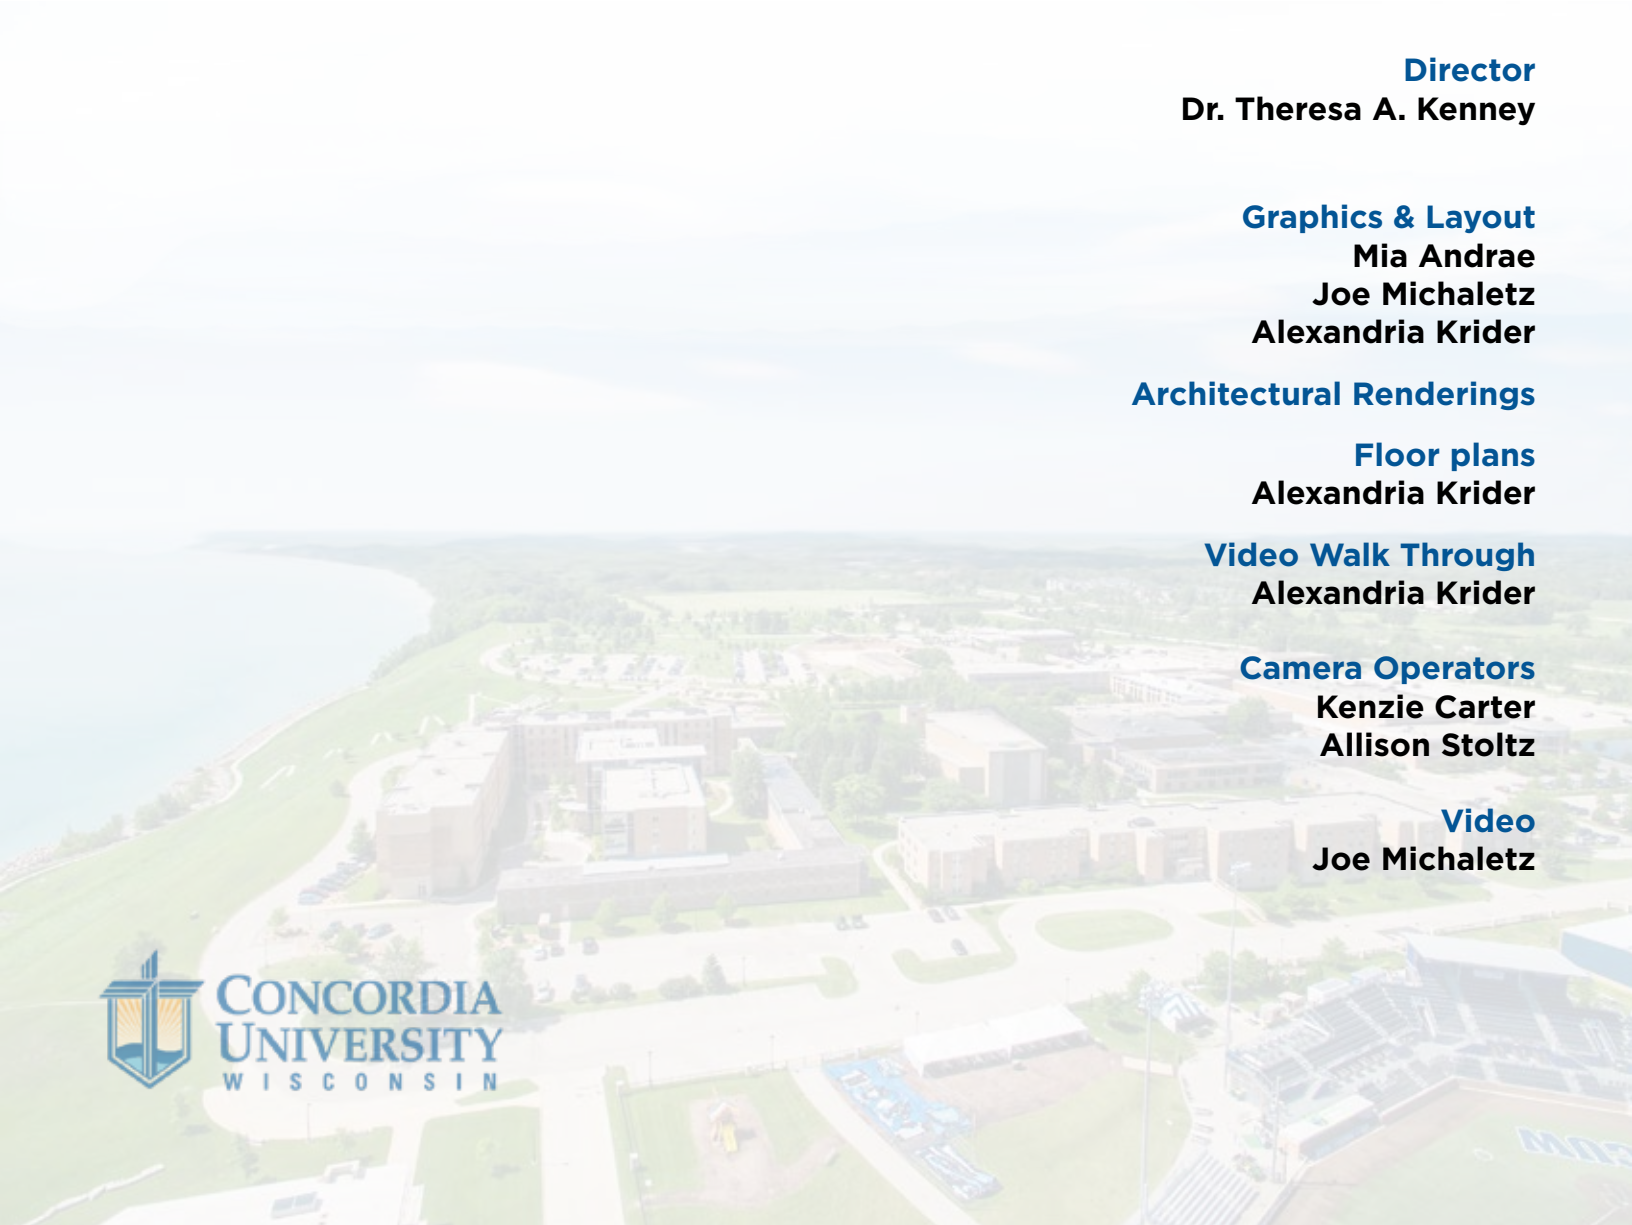 Director
Dr. Theresa A. Kenney
Graphics & Layout
Mia Andrae
Joe Michaletz
Alexandria Krider
Architectural Renderings
Floor plans
Alexandria Krider
Video Walk Through
Alexandria Krider
Camera Operators
Kenzie Carter
Allison Stoltz
Video
Joe Michaletz
CONCORDIA
UNIVERSITY
WISCONSIN
CUW